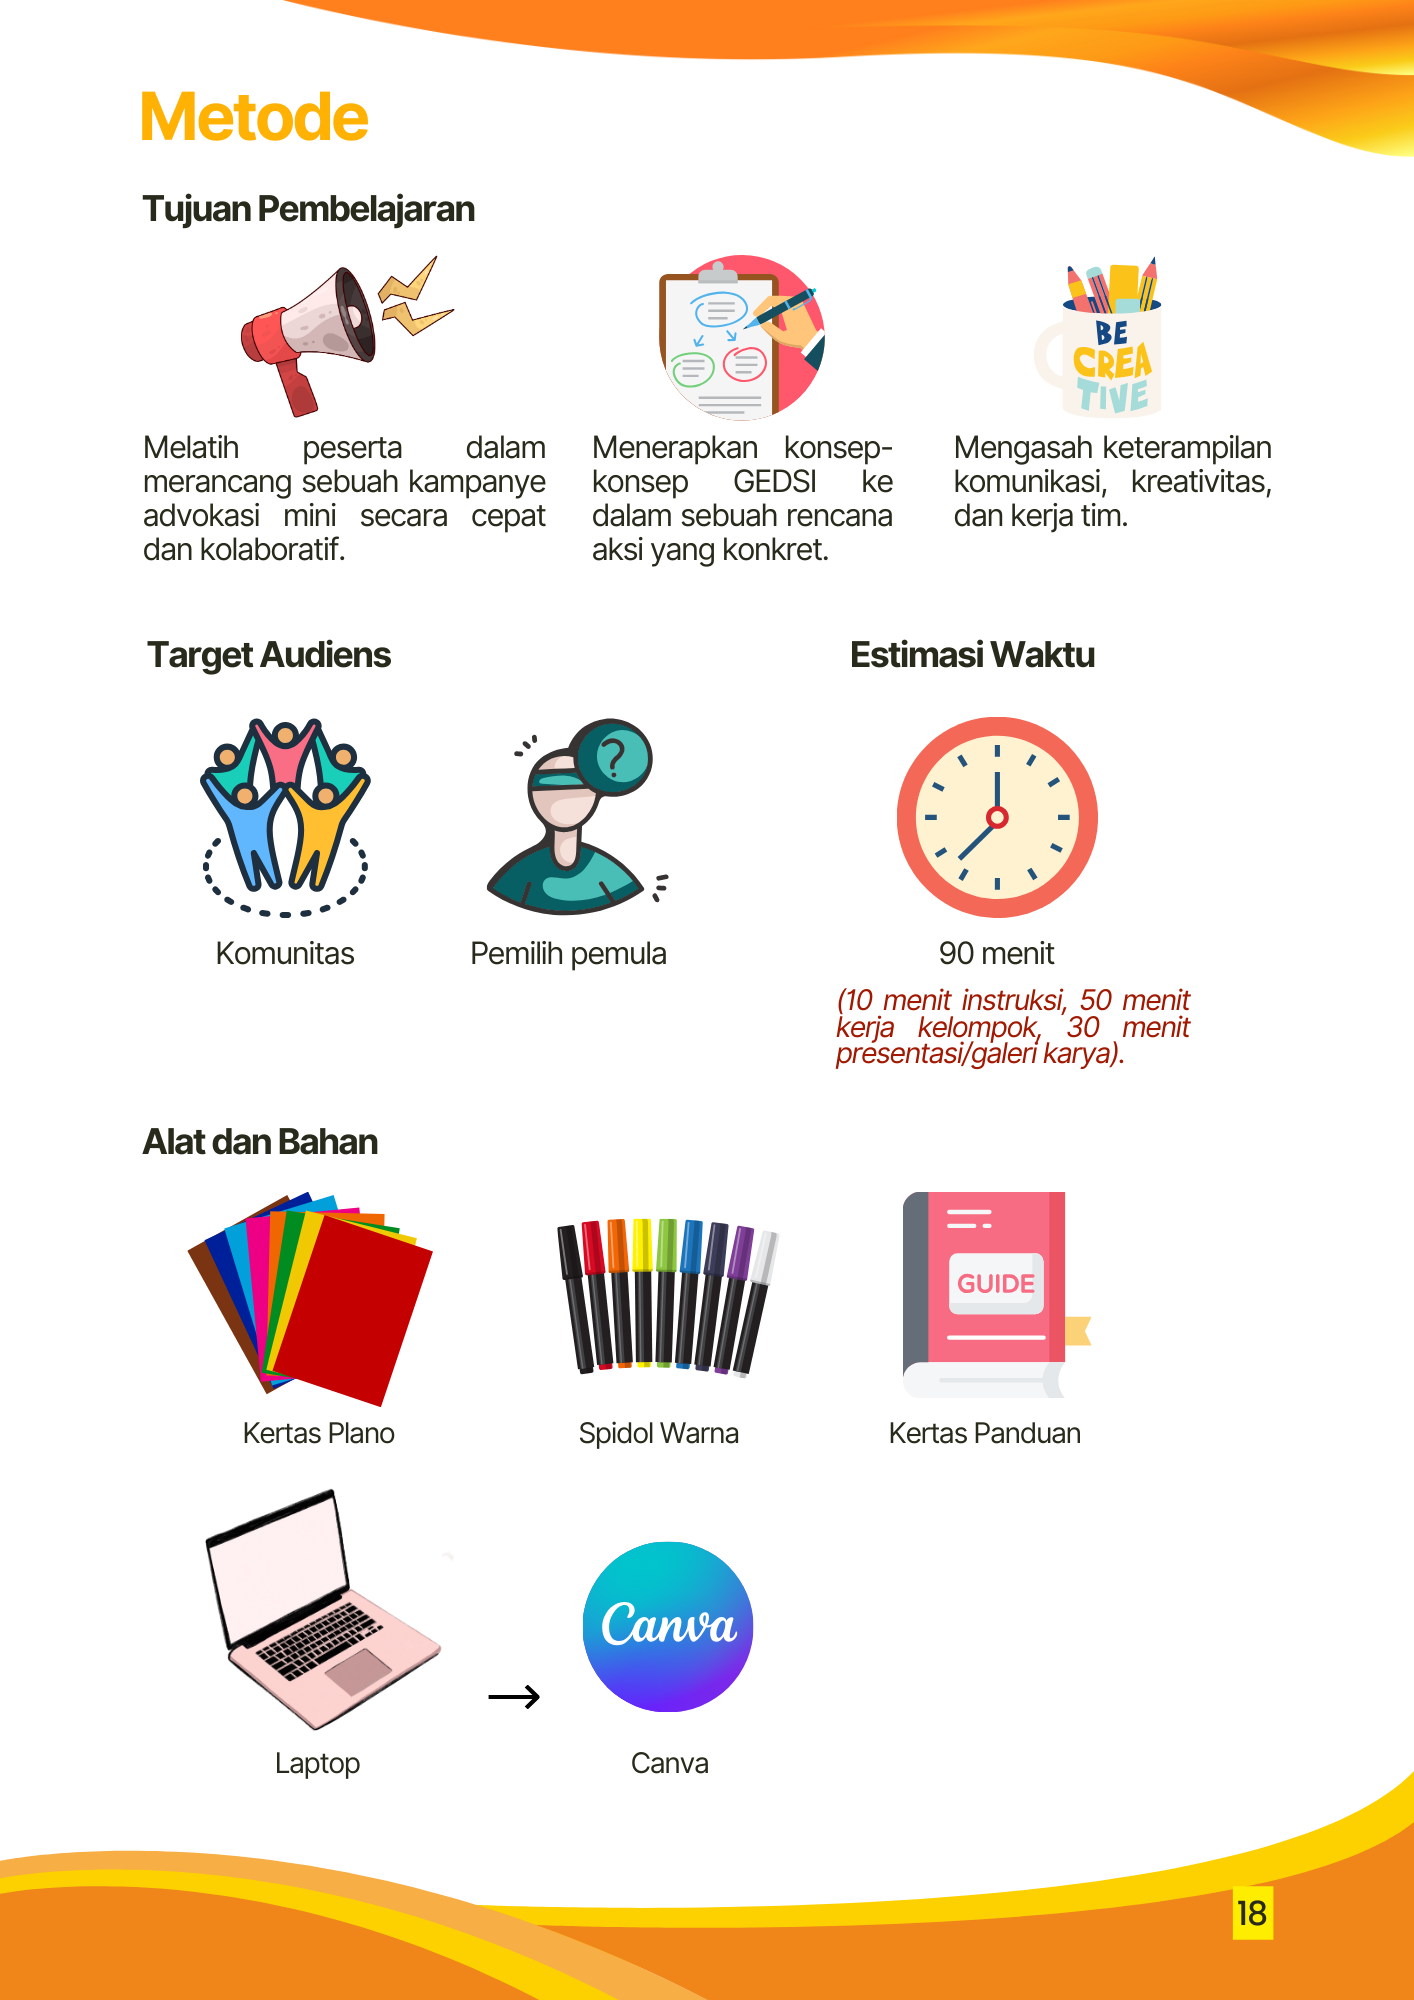 Metode
Tujuan Pembelajaran
BE
CREA
TIVE
Melatih peserta dalam
merancang sebuah kampanye
advokasi mini secara cepat
dan kolaboratif.
Menerapkan konsep-
konsep GEDSI ke
dalam sebuah rencana
aksi yang konkret.
Mengasah keterampilan
komunikasi, kreativitas,
dan kerja tim.
Target Audiens
Estimasi Waktu
?
Komunitas
Pemilih pemula
90 menit
(10 menit instruksi, 50 menit
kerja kelompok, 30 menit
presentasi/galeri karya).
Alat dan Bahan
GUIDE
Kertas Plano
Spidol Warna
Kertas Panduan
Canva
Laptop
Canva
18